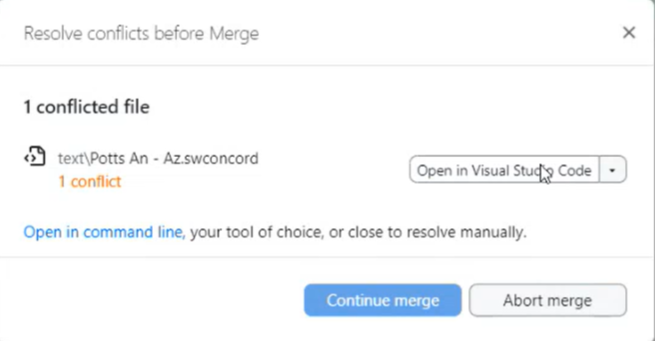 Resolve conflicts before Merge
1 conflicted file
text\Potts An - Az.swconcord
1 conflict
Open in Visual Studio Code
Open in command line, your tool of choice, or close to resolve manually.
Continue merge
Abort merge